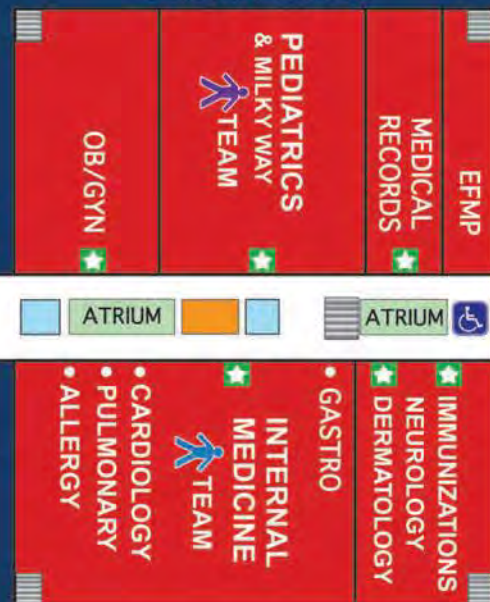 OB/GYN
PEDIATRICS
& MILKY WAY
TEAM
MEDICAL
RECORDS
EFMP
ATRIUM
ATRIUM
• CARDIOLOGY
• PULMONARY
• ALLERGY
INTERNAL
MEDICINE
TEAM
• GASTRO
IMMUNIZATIONS
NEUROLOGY
DERMATOLOGY